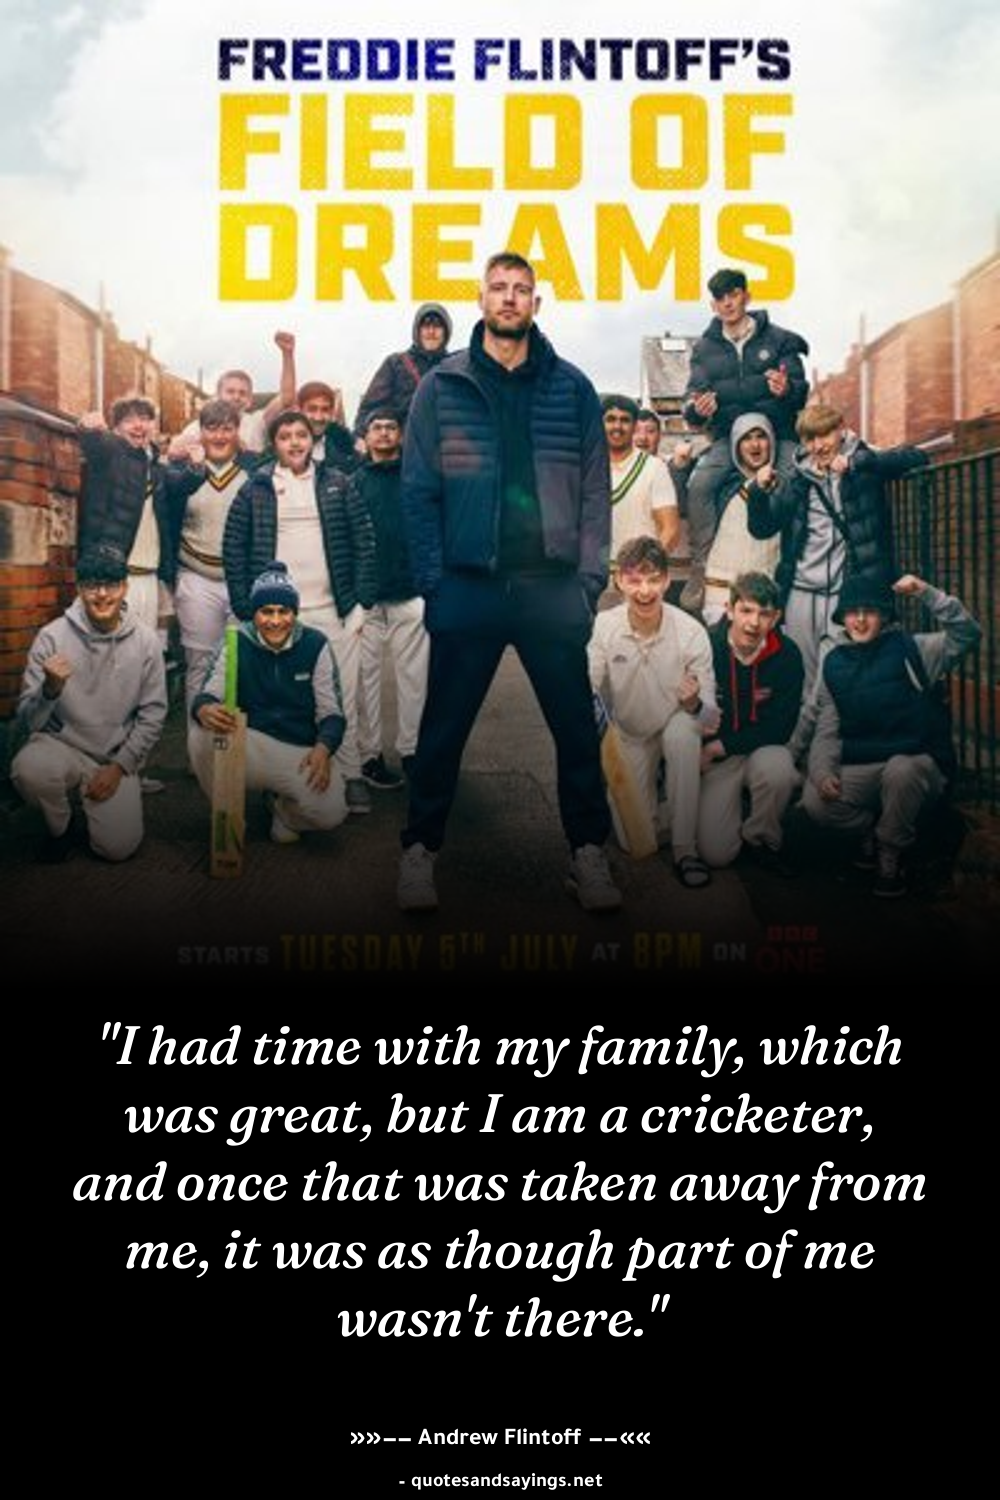 FREDDIE FLINTOFF'S
FIELD OF
DREAMS
STARTS TUESDAY 5TH JULY AT 8PM ON BBC ONE
"I had time with my family, which
was great, but I am a cricketer,
and once that was taken away from
me, it was as though part of me
wasn't there."
»»−− Andrew Flintoff −−««
- quotesandsayings.net